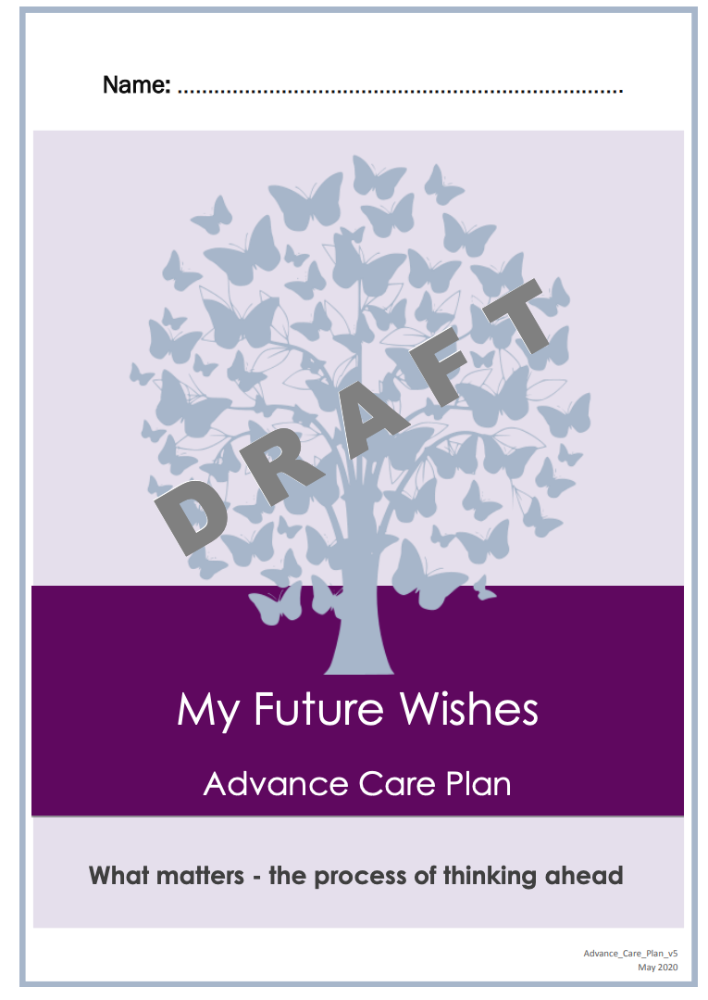 Name: ........................................................................
DRAFT
My Future Wishes
Advance Care Plan
What matters - the process of thinking ahead
Advance_Care_Plan_v5
May 2020